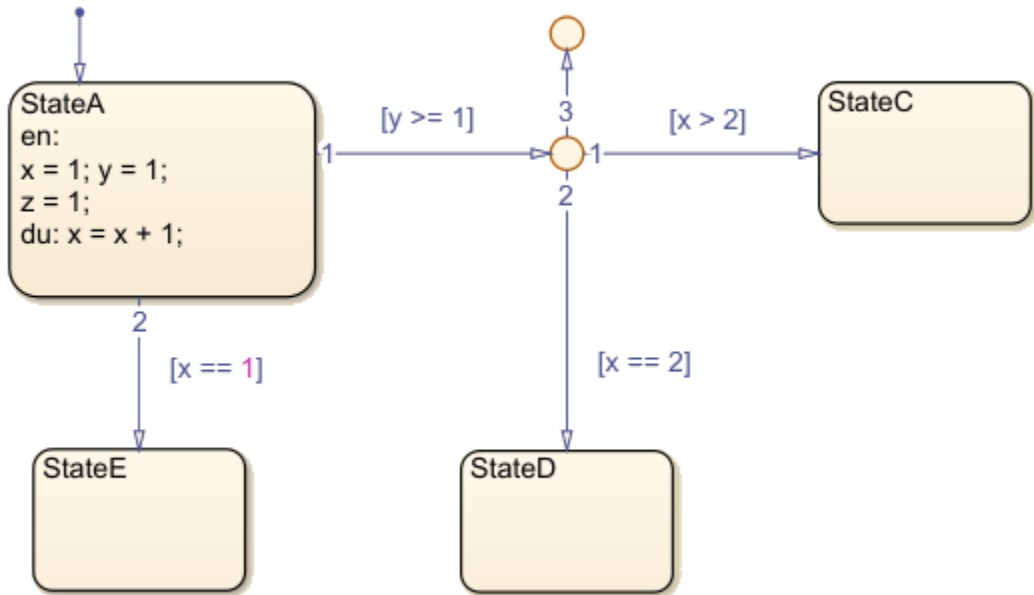 StateA
en:
x = 1; y = 1;
z = 1;
du: x = x + 1;
1
[y >= 1]
3
1
[x > 2]
StateC
2
2
[x == 1]
[x == 2]
StateE
StateD